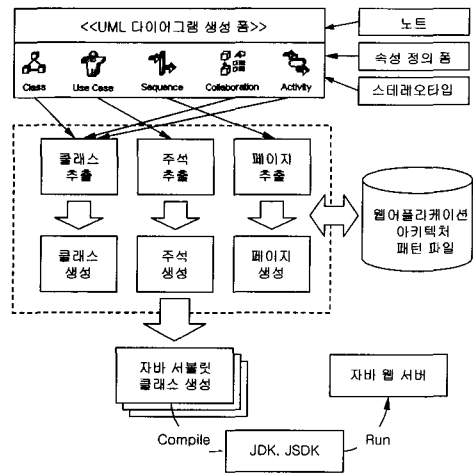 <<UML 다이어그램 생성 폼>>
노트
속성 정의 폼
스테레오타입
Class
Use Case
Sequence
Collaboration
Activity
클래스
추출
주석
추출
페이지
추출
웹어플리케이션
아키텍처
패턴 파일
클래스
생성
주석
생성
페이지
생성
자바 서블릿
클래스 생성
자바 웹 서버
Compile
JDK, JSDK
Run